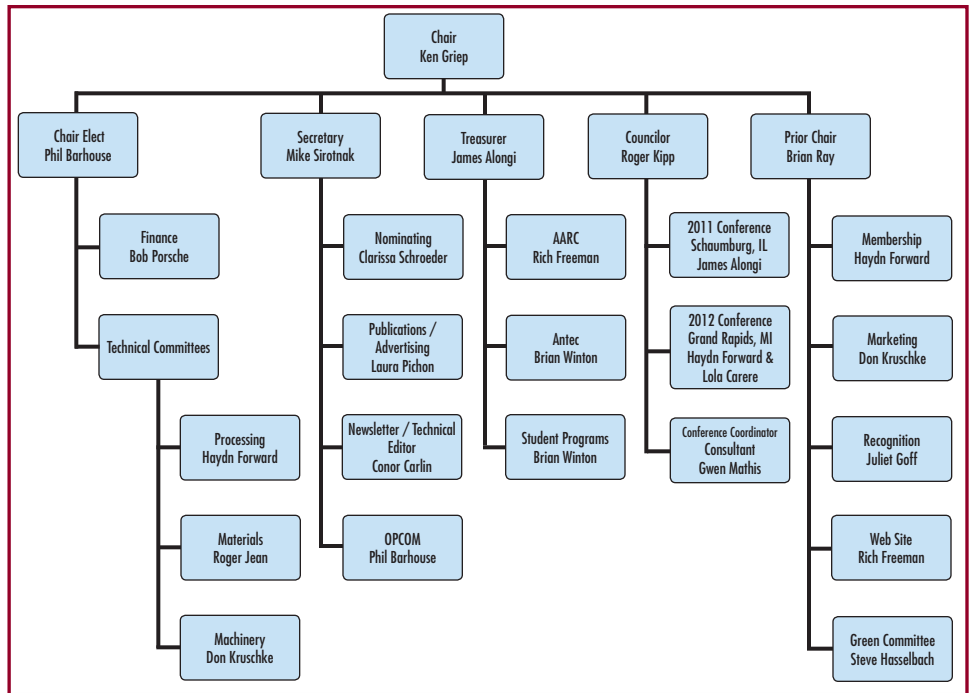 Chair
Ken Griep
Chair Elect
Phil Barhouse
Secretary
Mike Sirotnak
Treasurer
James Alongi
Councilor
Roger Kipp
Prior Chair
Brian Ray
Finance
Bob Porsche
Technical Committees
Processing
Haydn Forward
Materials
Roger Jean
Machinery
Don Kruschke
Nominating
Clarissa Schroeder
Publications /
Advertising
Laura Pichon
Newsletter / Technical
Editor
Conor Carlin
OPCOM
Phil Barhouse
AARC
Rich Freeman
Antec
Brian Winton
Student Programs
Brian Winton
2011 Conference
Schaumburg, IL
James Alongi
2012 Conference
Grand Rapids, MI
Haydn Forward &
Lola Carere
Conference Coordinator
Consultant
Gwen Mathis
Membership
Haydn Forward
Marketing
Don Kruschke
Recognition
Juliet Goff
Web Site
Rich Freeman
Green Committee
Steve Hasselbach